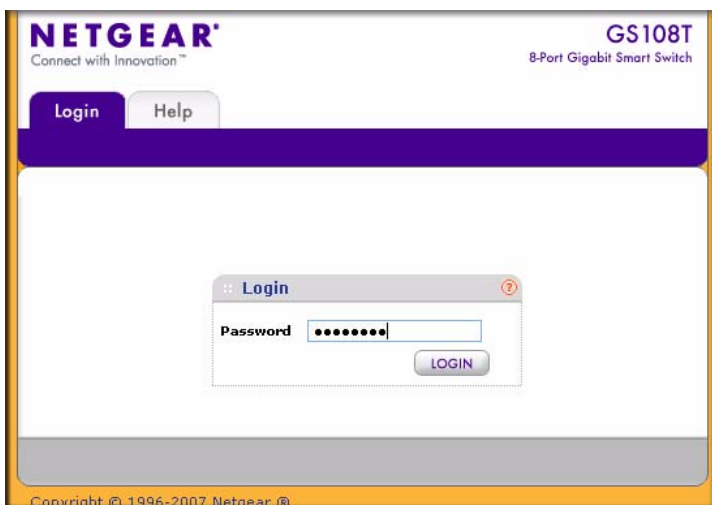 NETGEAR®
Connect with Innovation™
GS108T
8-Port Gigabit Smart Switch
Login
Help
Login
?
Password ••••••••
LOGIN
Copyright © 1996-2007 Netgear ®